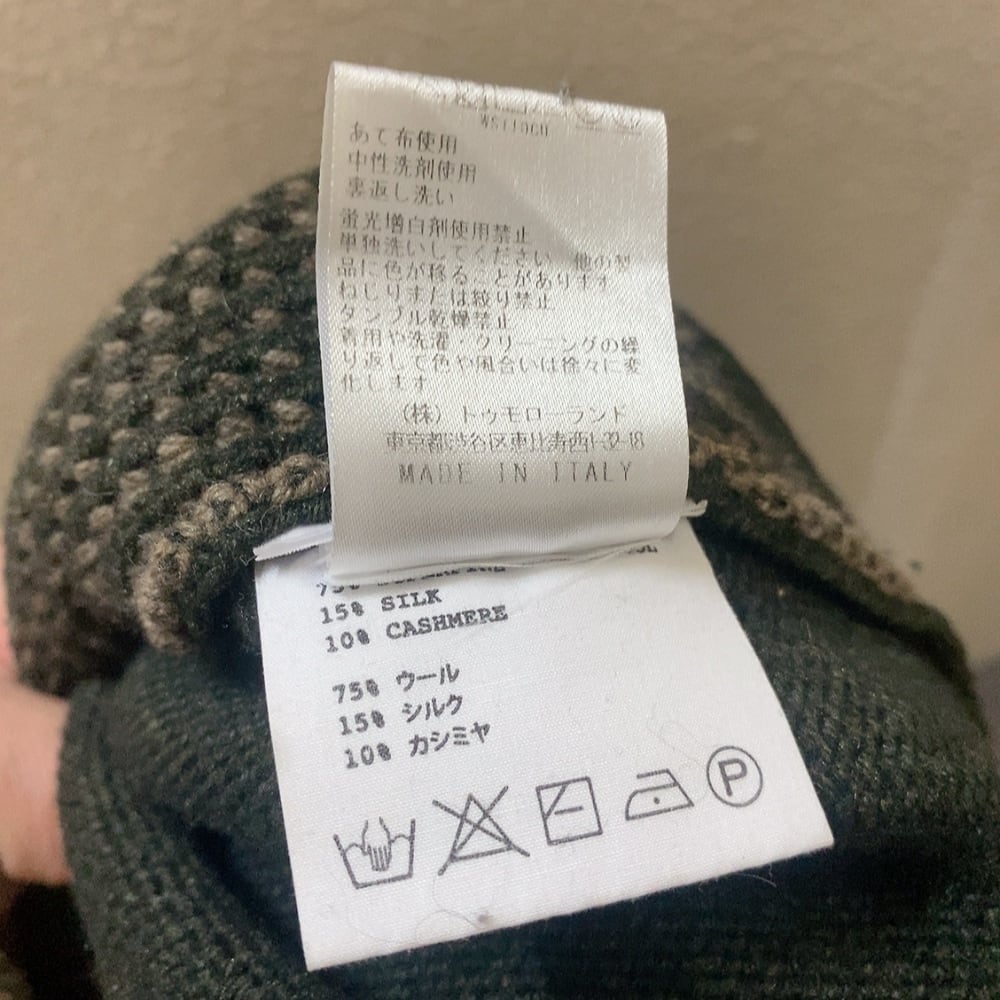 あて布使用
中性洗剤使用
裏返し洗い
蛍光増白剤使用禁止
単独洗いしてください 他の製
品に色が移ることがあります
ねじりまたは絞り禁止
タンブル乾燥禁止
着用や洗濯・クリーニングの繰
り返しで色や風合いは徐々に変
化します
（株）トゥモローランド
東京都渋谷区恵比寿西1-32-18
MADE IN ITALY
75%
15% SILK
10% CASHMERE
75% ウール
15% シルク
10% カシミヤ
P